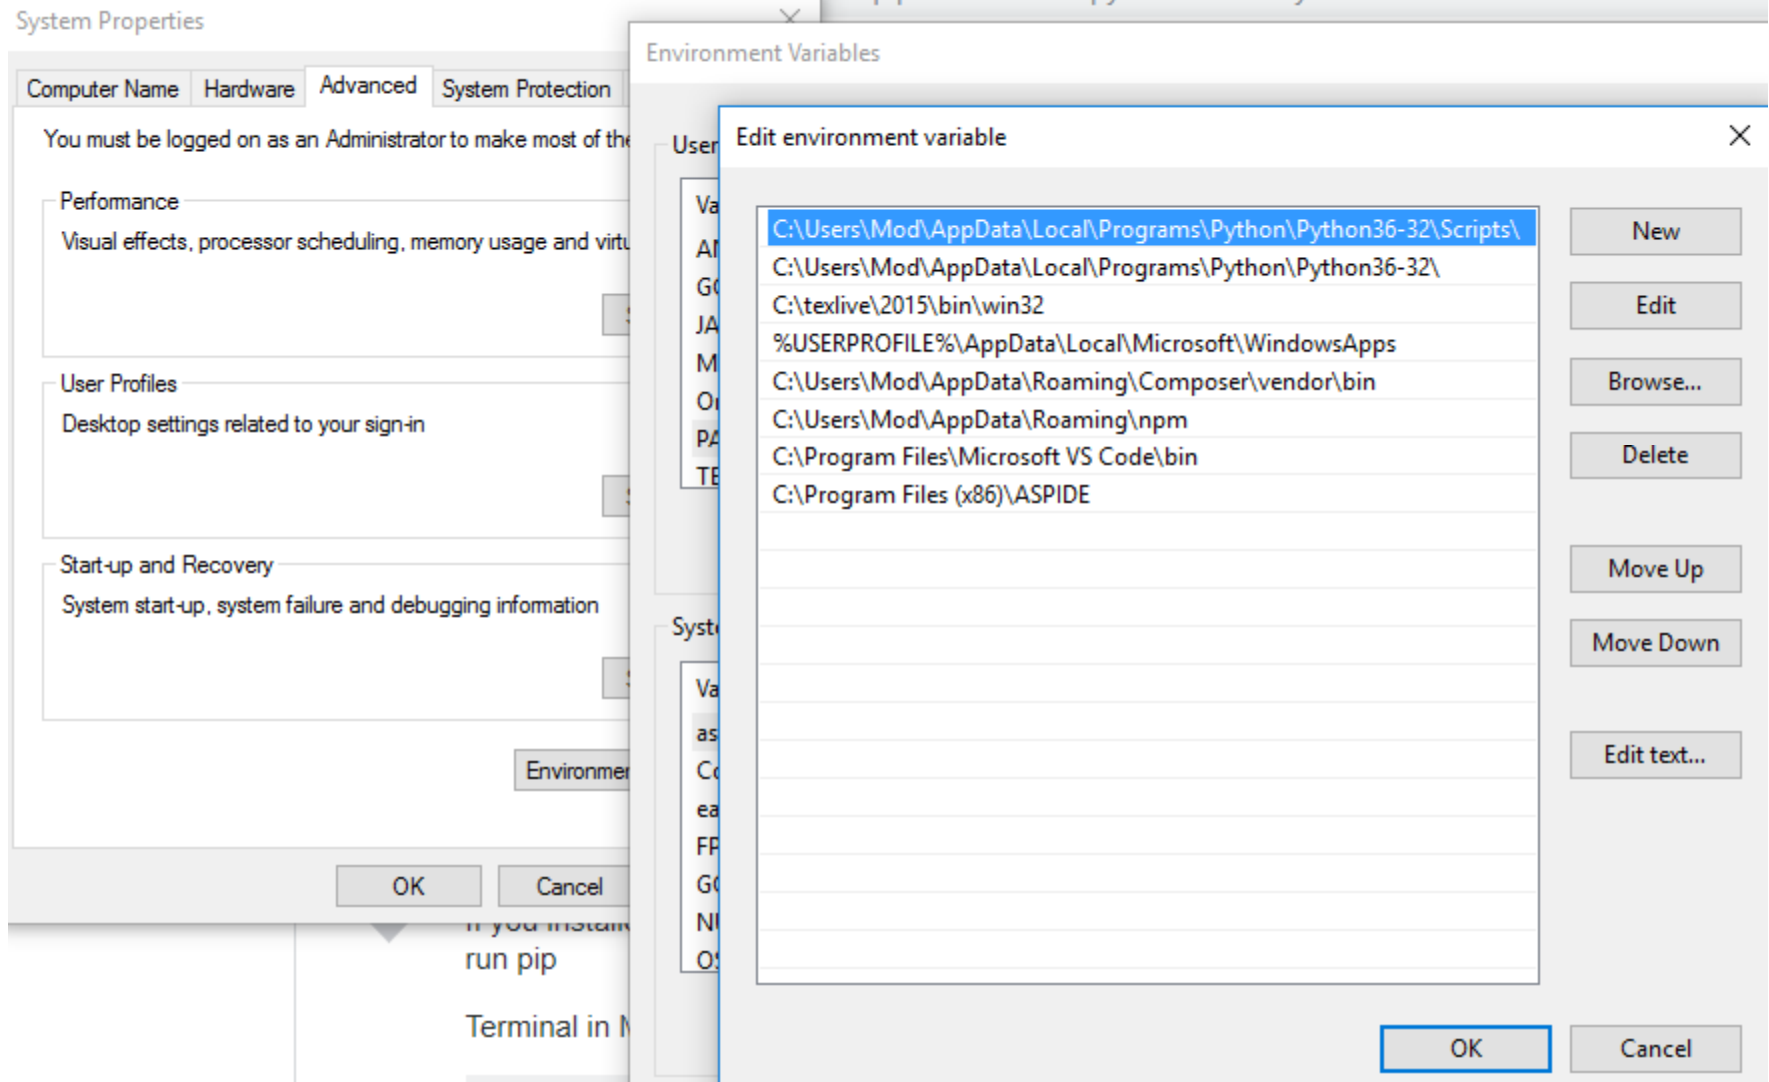 System Properties
Computer Name
Hardware
Advanced
System Protection
You must be logged on as an Administrator to make most of the
Performance
Visual effects, processor scheduling, memory usage and
User Profiles
Desktop settings related to your sign-in
Start-up and Recovery
System start-up, system failure and debugging information
OK
Cancel
run pip
Terminal in
Environment Variables
User
Edit environment variable
C:\Users\Mod\AppData\Local\Programs\Python\Python36-32\Scripts\
C:\Users\Mod\AppData\Local\Programs\Python\Python36-32\
C:\texlive\2015\bin\win32
%USERPROFILE%\AppData\Local\Microsoft\WindowsApps
C:\Users\Mod\AppData\Roaming\Composer\vendor\bin
C:\Users\Mod\AppData\Roaming\npm
C:\Program Files\Microsoft VS Code\bin
C:\Program Files (x86)\ASPIDE
New
Edit
Browse...
Delete
Move Up
Move Down
Edit text...
OK
Cancel